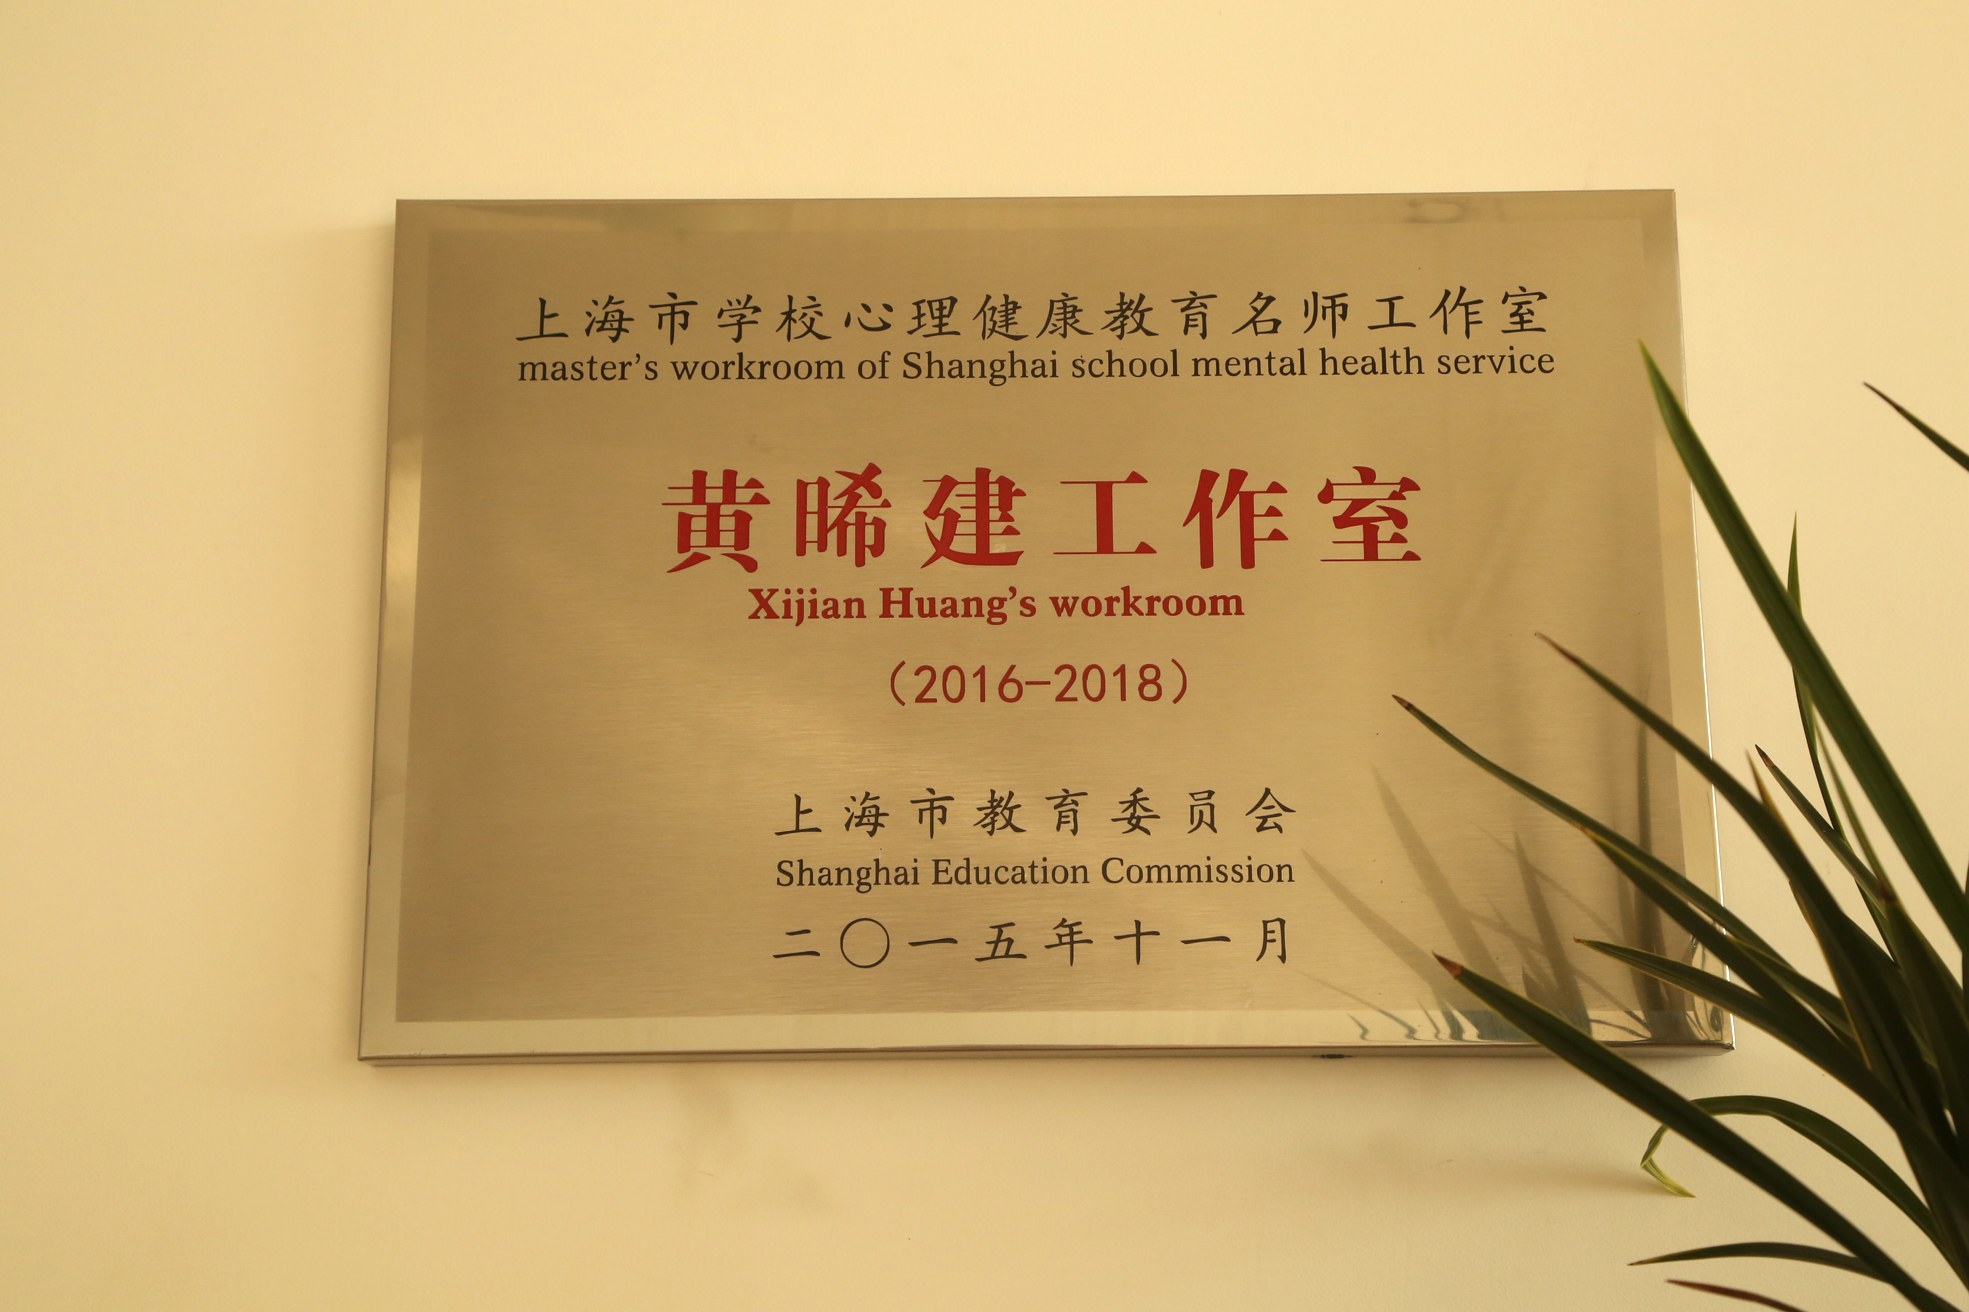 上海市学校心理健康教育名师工作室
master’s workroom of Shanghai school mental health service
黄晞建工作室
Xijian Huang’s workroom
（2016-2018）
上海市教育委员会
Shanghai Education Commission
二〇一五年十一月